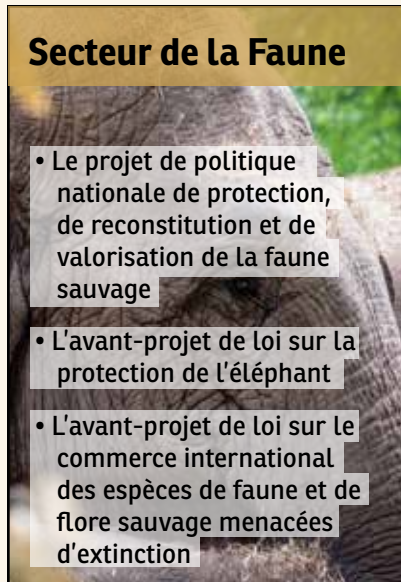 Secteur de la Faune
• Le projet de politique
nationale de protection,
de reconstitution et de
valorisation de la faune
sauvage
• L'avant-projet de loi sur la
protection de l'éléphant
• L'avant-projet de loi sur le
commerce international
des espèces de faune et de
flore sauvage menacées
d'extinction